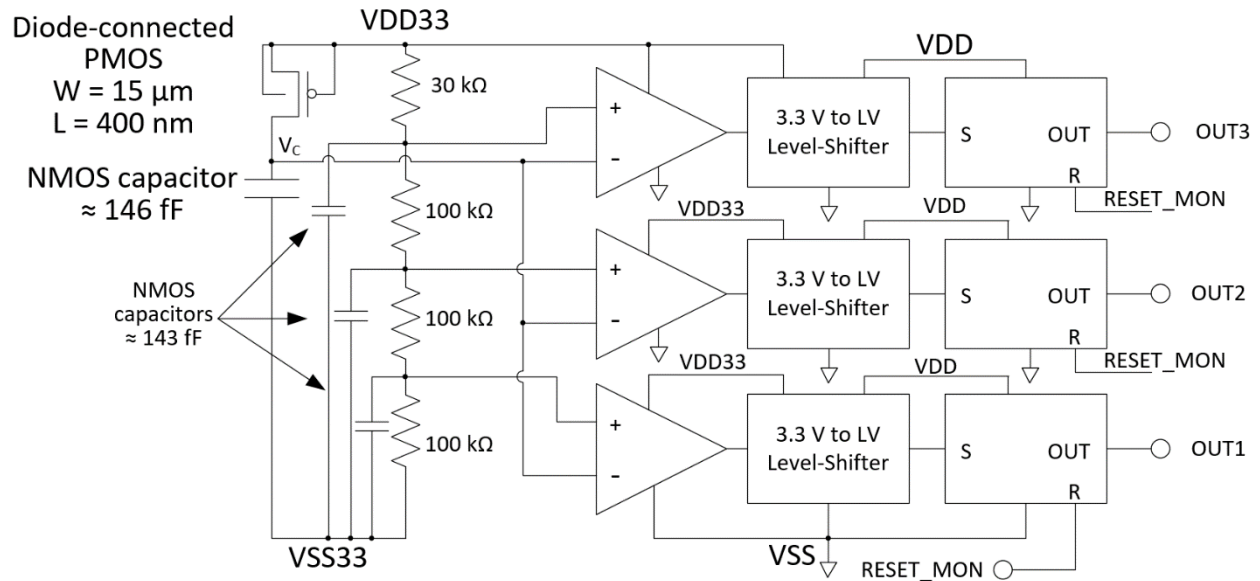 Diode-connected
PMOS
W = 15 µm
L = 400 nm
VDD33
30 kΩ
V_C
NMOS capacitor
≈ 146 fF
100 kΩ
NMOS
capacitors
≈ 143 fF
100 kΩ
100 kΩ
VSS33
+
-
3.3 V to LV
Level-Shifter
VDD
S
OUT
R
OUT3
RESET_MON
VDD33
+
-
3.3 V to LV
Level-Shifter
VDD
S
OUT
R
OUT2
RESET_MON
VDD33
+
-
3.3 V to LV
Level-Shifter
VDD
S
OUT
R
OUT1
VSS
RESET_MON